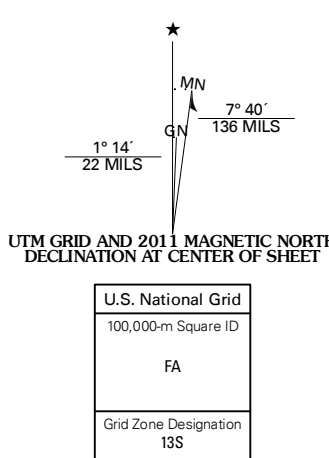 ★
MN
7° 40´
136 MILS
GN
1° 14´
22 MILS
UTM GRID AND 2011 MAGNETIC NORTH
DECLINATION AT CENTER OF SHEET
U.S. National Grid
100,000-m Square ID
FA
Grid Zone Designation
13S